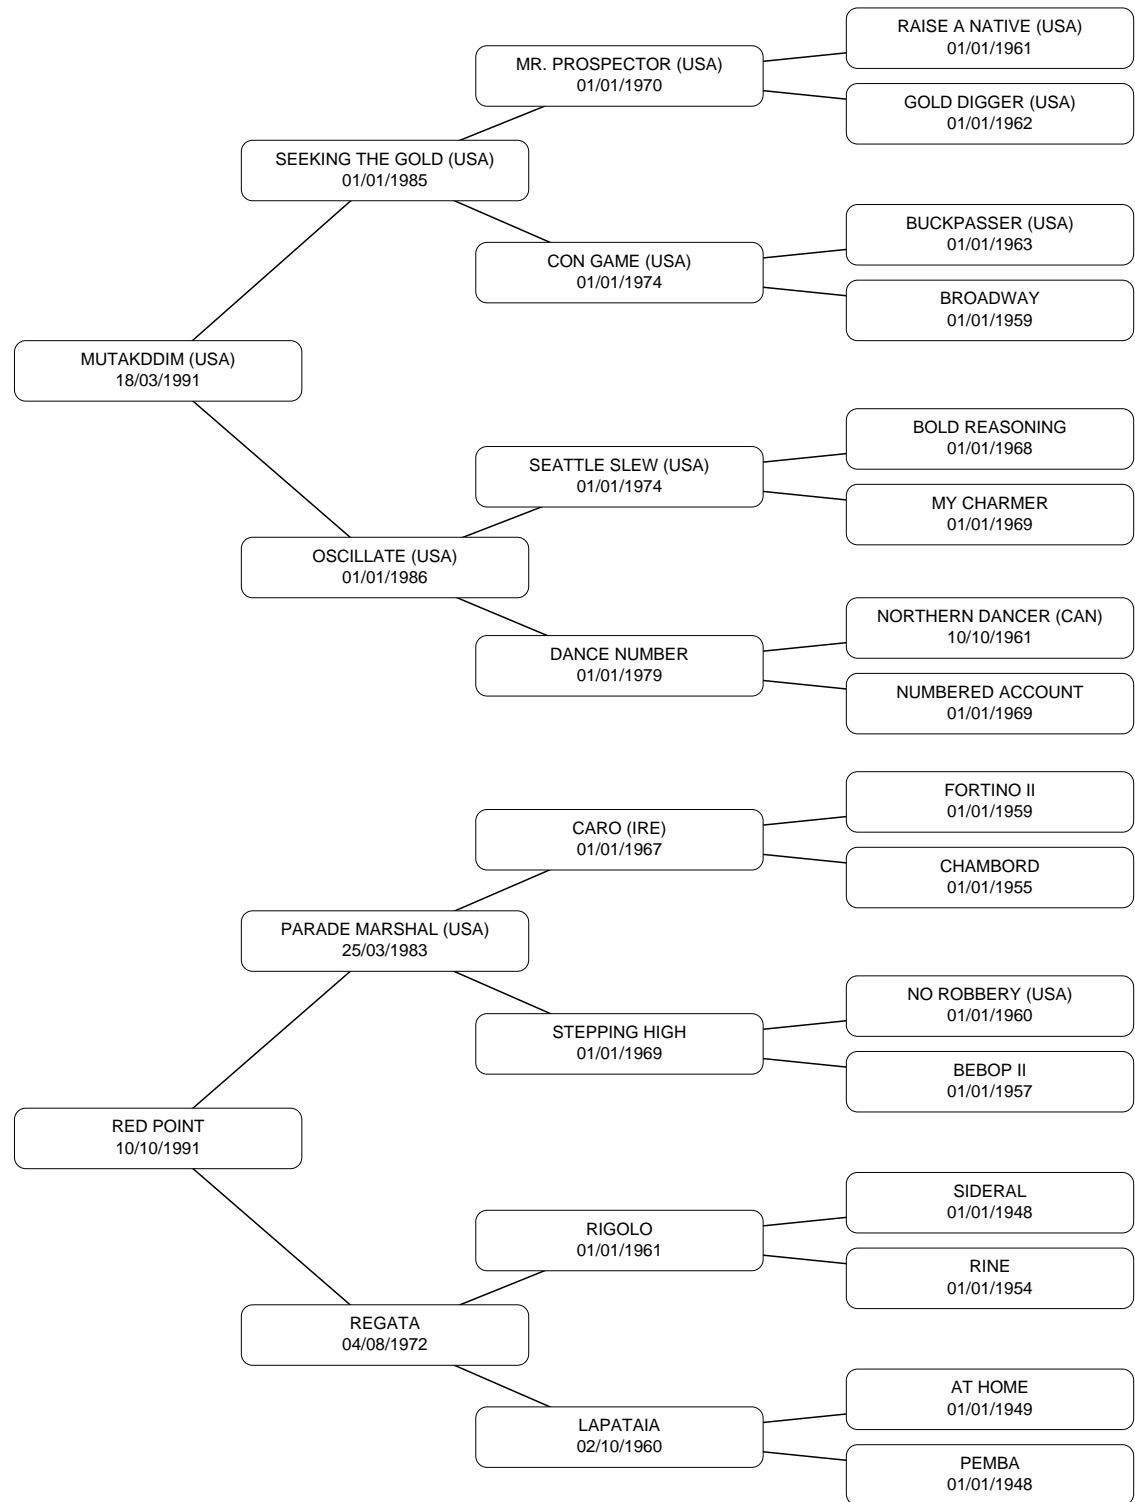 RAISE A NATIVE (USA)
01/01/1961
MR. PROSPECTOR (USA)
01/01/1970
GOLD DIGGER (USA)
01/01/1962
SEEKING THE GOLD (USA)
01/01/1985
BUCKPASSER (USA)
01/01/1963
CON GAME (USA)
01/01/1974
BROADWAY
01/01/1959
MUTAKDDIM (USA)
18/03/1991
BOLD REASONING
01/01/1968
SEATTLE SLEW (USA)
01/01/1974
MY CHARMER
01/01/1969
OSCILLATE (USA)
01/01/1986
NORTHERN DANCER (CAN)
10/10/1961
DANCE NUMBER
01/01/1979
NUMBERED ACCOUNT
01/01/1969
FORTINO II
01/01/1959
CARO (IRE)
01/01/1967
CHAMBORD
01/01/1955
PARADE MARSHAL (USA)
25/03/1983
NO ROBBERY (USA)
01/01/1960
STEPPING HIGH
01/01/1969
BEBOP II
01/01/1957
RED POINT
10/10/1991
SIDERAL
01/01/1948
RIGOLO
01/01/1961
RINE
01/01/1954
REGATA
04/08/1972
AT HOME
01/01/1949
LAPATAIA
02/10/1960
PEMBA
01/01/1948